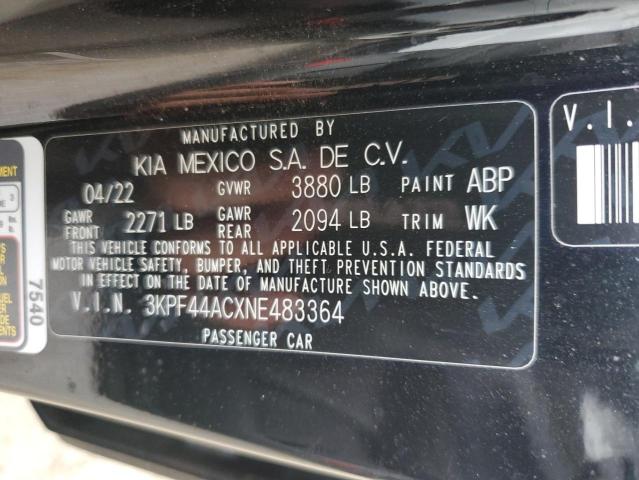 MANUFACTURED BY
KIA MEXICO S.A. DE C.V.
04/22 GVWR 3880 LB PAINT ABP
GAWR FRONT 2271 LB GAWR REAR 2094 LB TRIM WK
THIS VEHICLE CONFORMS TO ALL APPLICABLE U.S.A. FEDERAL
MOTOR VEHICLE SAFETY, BUMPER, AND THEFT PREVENTION STANDARDS
IN EFFECT ON THE DATE OF MANUFACTURE SHOWN ABOVE.
V.I.N. 3KPF44ACXNE483364
PASSENGER CAR
7540
V.I.